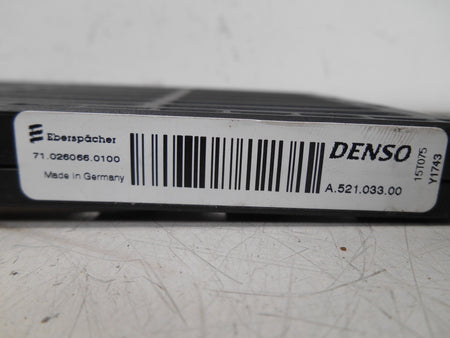 Eberspächer
71.026066.0100
Made in Germany
DENSO
A.521.033.00
15T075
Y1743